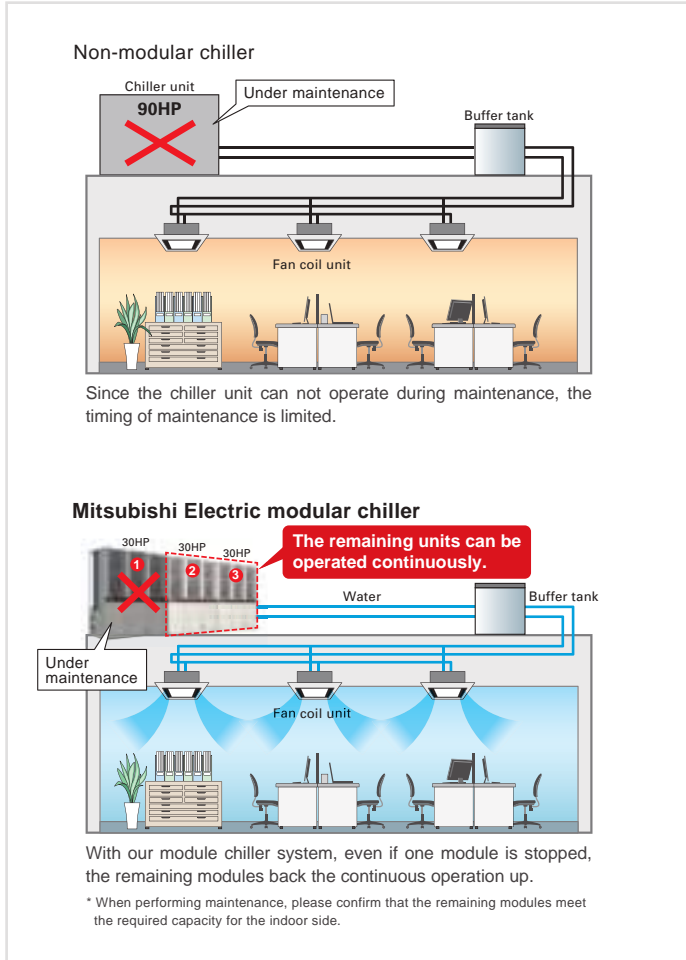 Non-modular chiller
Chiller unit
90HP
Under maintenance
Buffer tank
Fan coil unit
Since the chiller unit can not operate during maintenance, the
timing of maintenance is limited.
Mitsubishi Electric modular chiller
30HP
30HP
30HP
1
2
3
The remaining units can be
operated continuously.
Water
Buffer tank
Under
maintenance
Fan coil unit
With our module chiller system, even if one module is stopped,
the remaining modules back the continuous operation up.
* When performing maintenance, please confirm that the remaining modules meet
the required capacity for the indoor side.